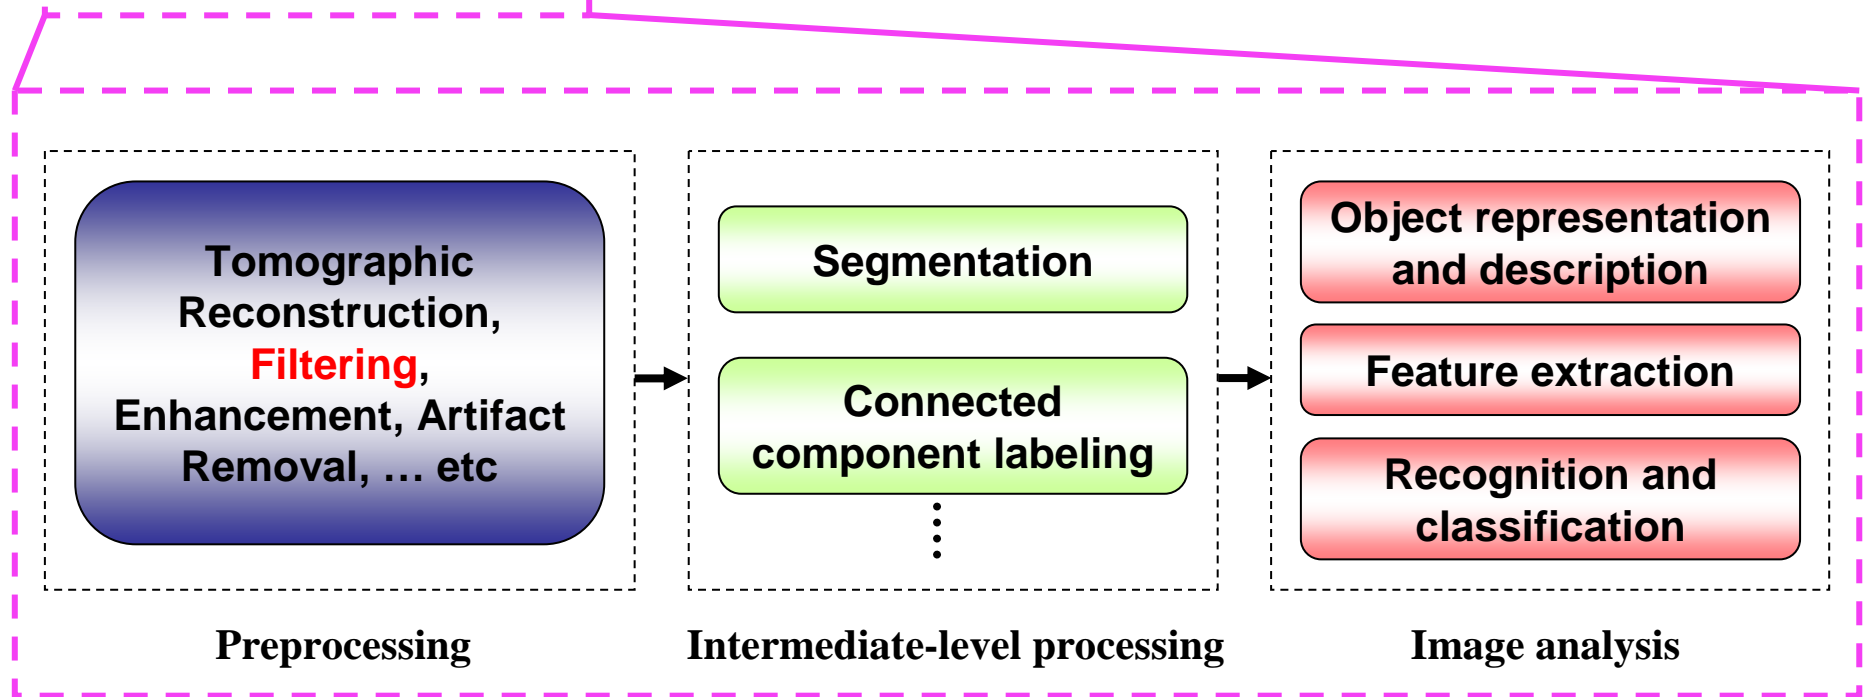 Tomographic
Reconstruction,
Filtering,
Enhancement, Artifact
Removal, … etc
Preprocessing
Segmentation
Connected
component labeling
Intermediate-level processing
Object representation
and description
Feature extraction
Recognition and
classification
Image analysis